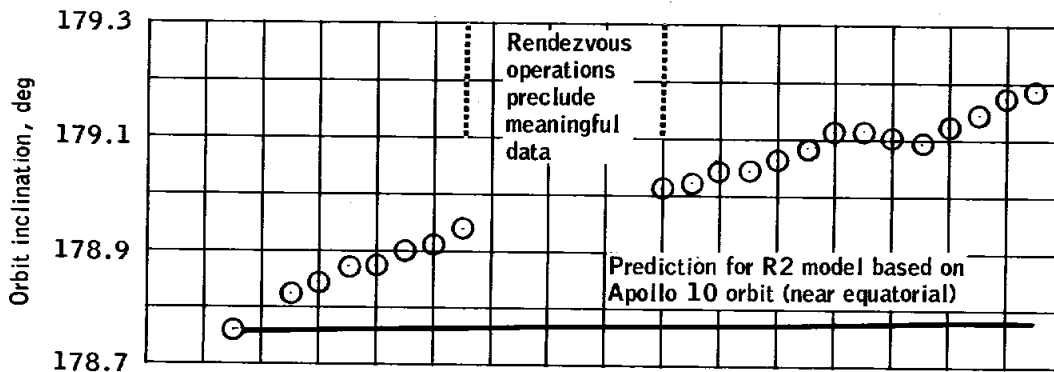 179.3
179.1
178.9
178.7
Orbit inclination, deg
Rendezvous
operations
preclude
meaningful
data
Prediction for R2 model based on
Apollo 10 orbit (near equatorial)